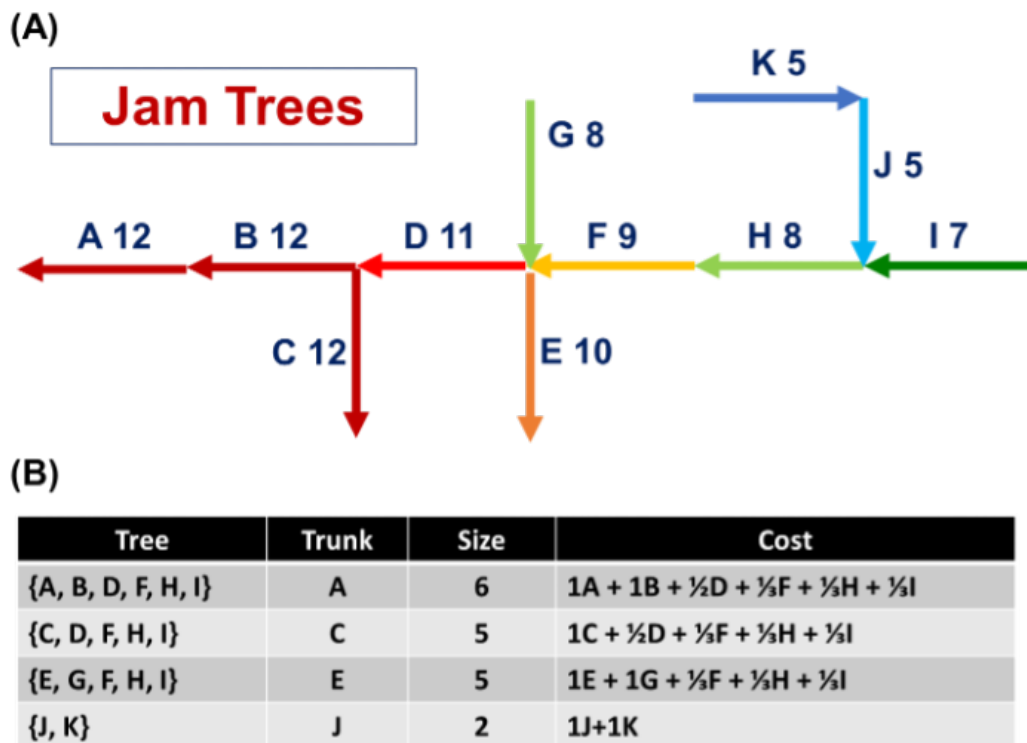 (A)
Jam Trees
K 5
G 8
J 5
A 12
B 12
D 11
F 9
H 8
I 7
C 12
E 10
(B)
Tree Trunk Size Cost
{A, B, D, F, H, I} A 6 1A + 1B + ½D + ⅓F + ⅓H + ⅓I
{C, D, F, H, I} C 5 1C + ½D + ⅓F + ⅓H + ⅓I
{E, G, F, H, I} E 5 1E + 1G + ⅓F + ⅓H + ⅓I
{J, K} J 2 1J+1K